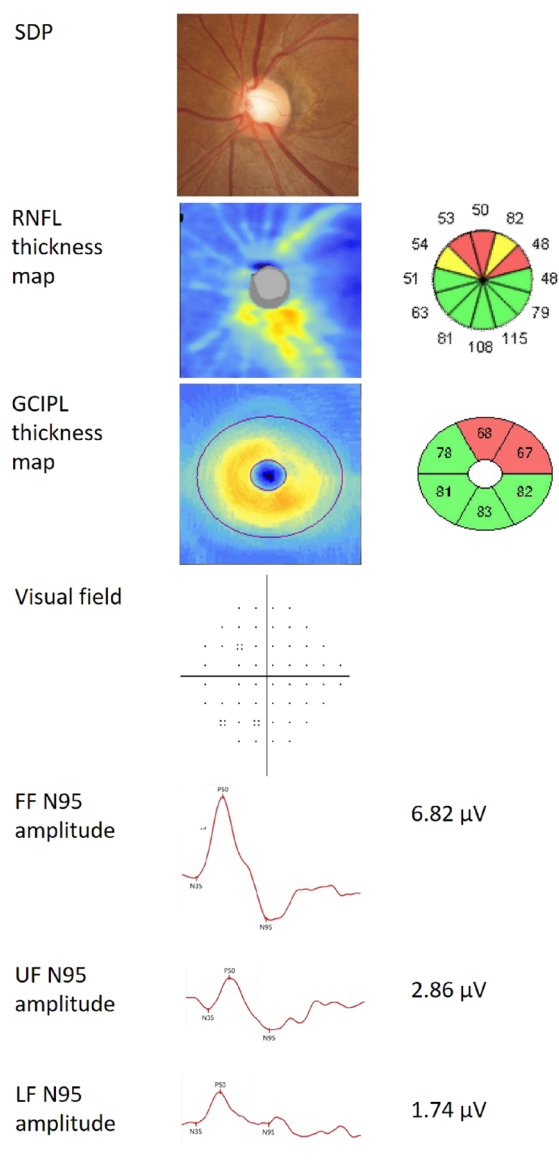 SDP
RNFL
thickness
map
50
53 82
54 48
51 48
63 79
81 115
108
GCIPL
thickness
map
68
78 67
81 82
83
Visual field
FF N95
amplitude
P50
N35
N95
6.82 µV
UF N95
amplitude
P50
N35
N95
2.86 µV
LF N95
amplitude
P50
N35
N95
1.74 µV